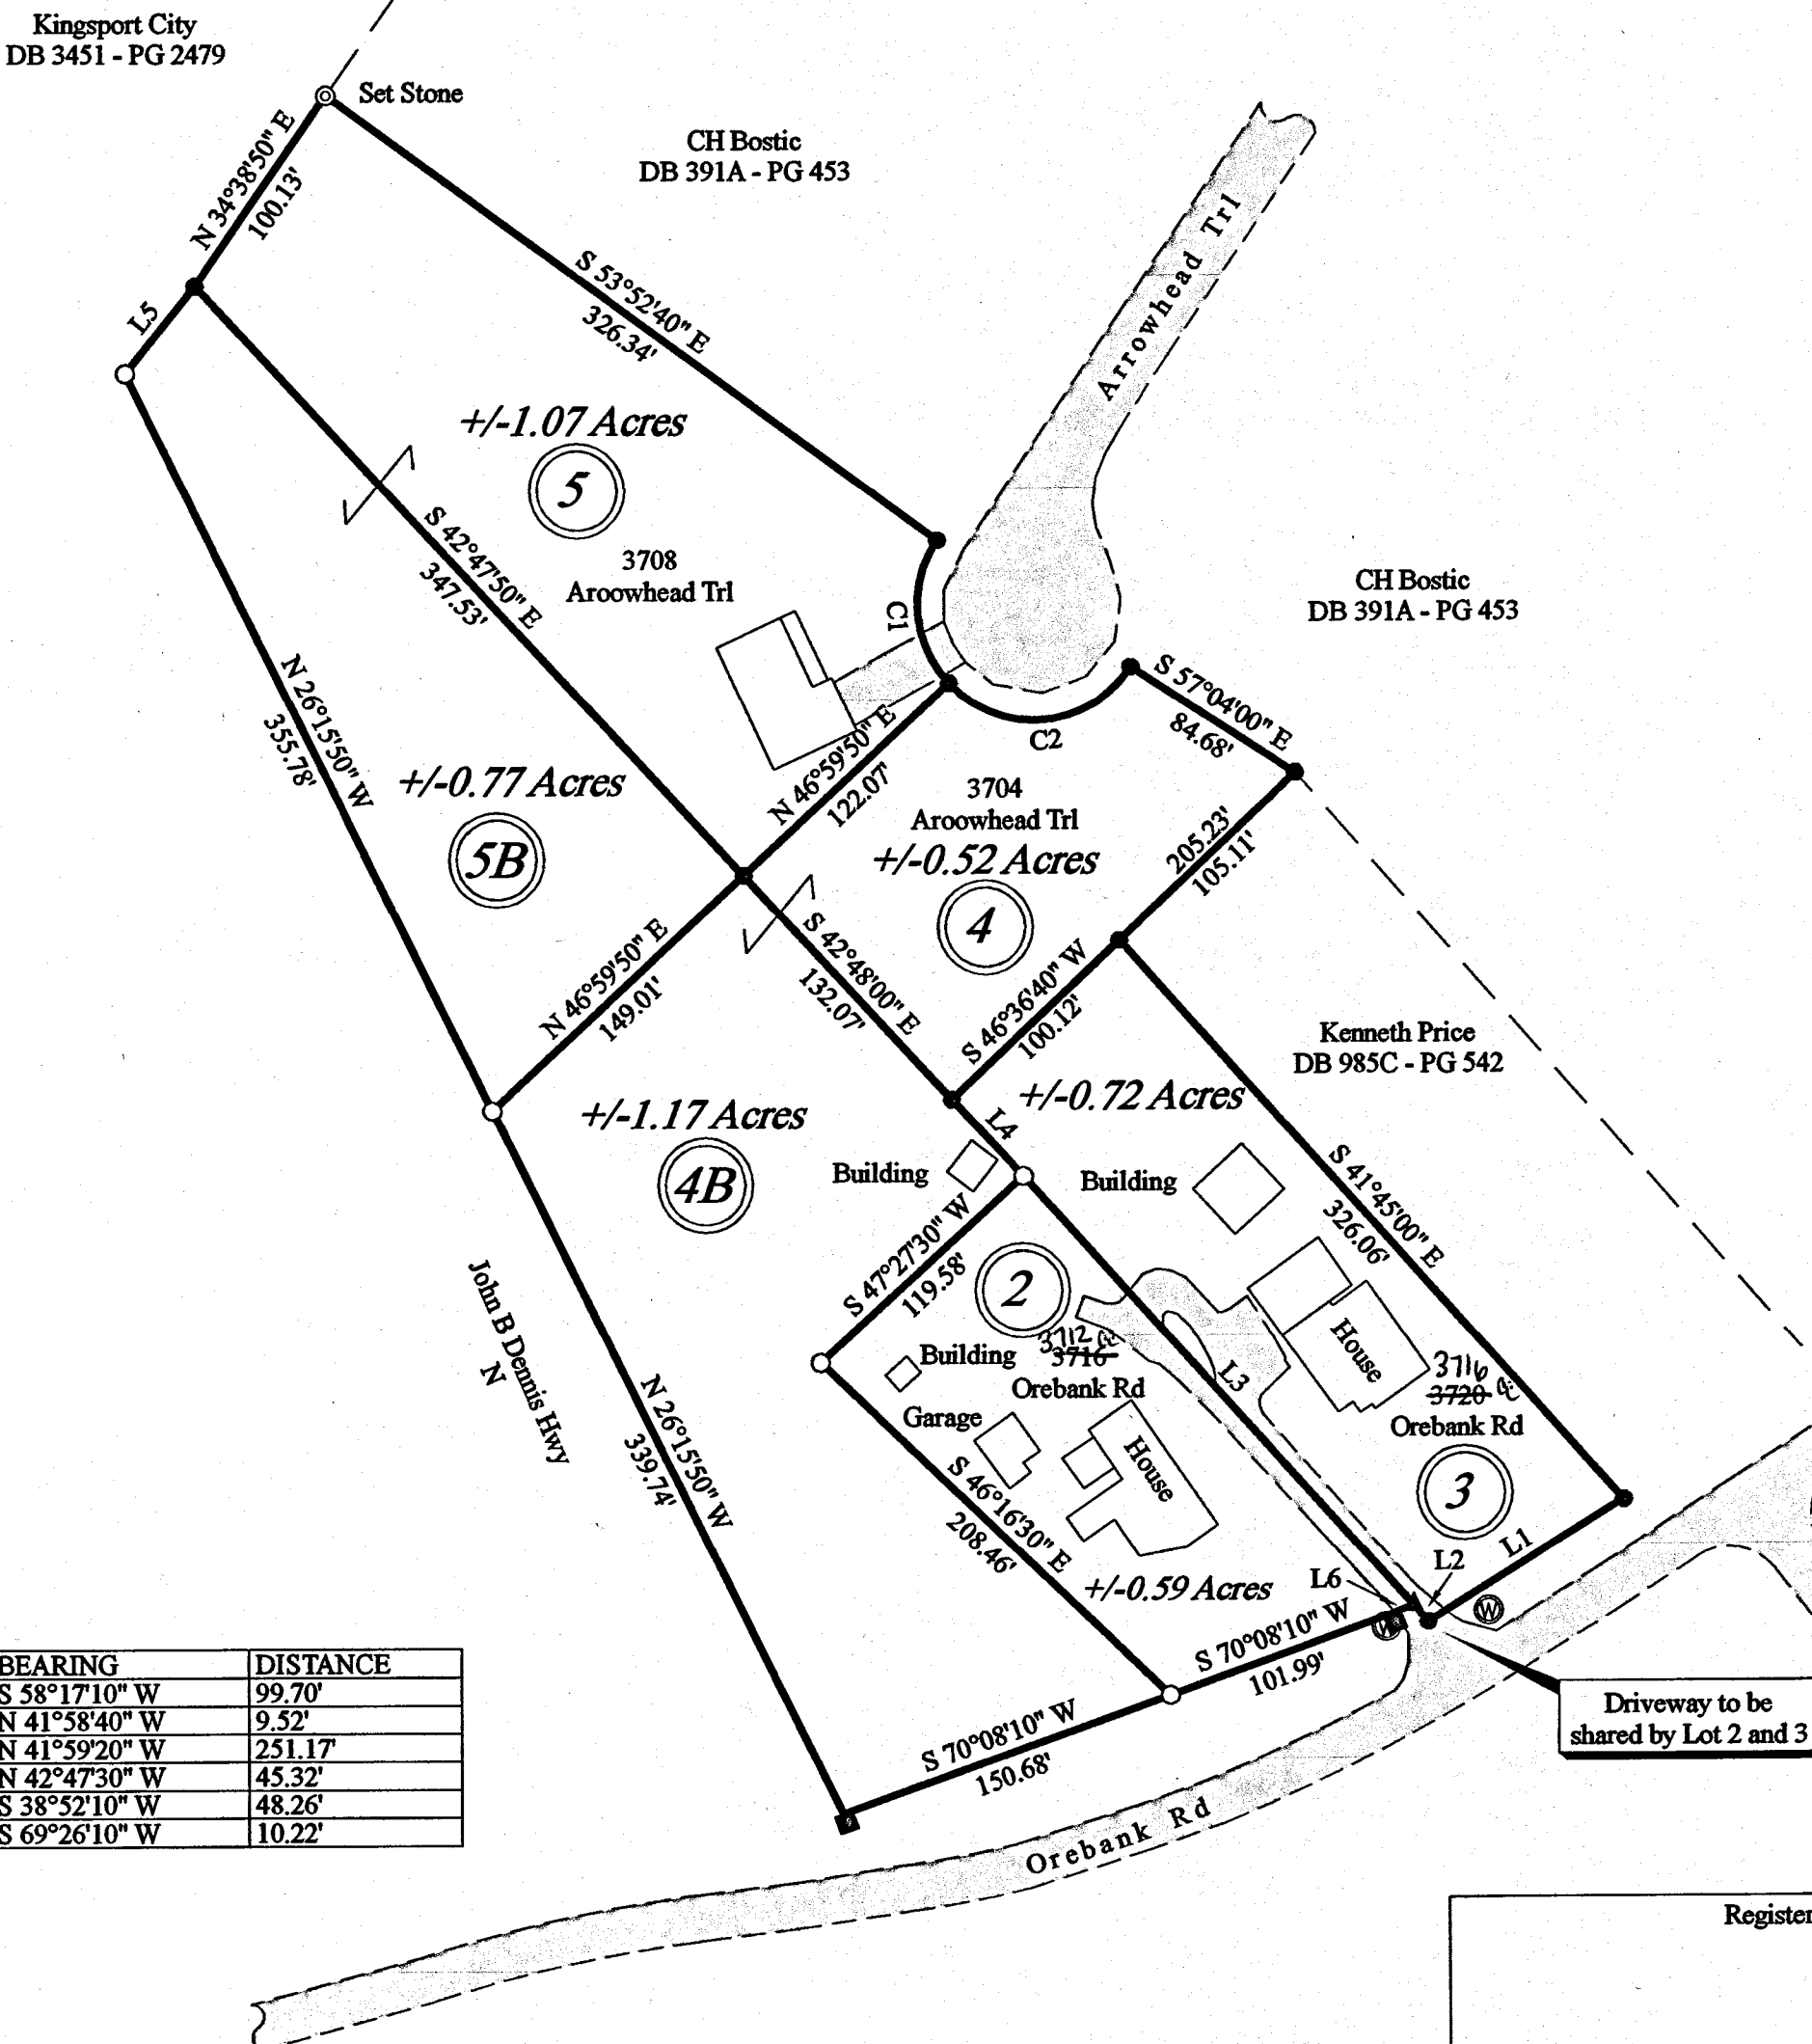 Kingsport City
DB 3451 - PG 2479
Set Stone
CH Bostic
DB 391A - PG 453
N 34°38'50" E
100.13'
L5
S 53°52'40" E
326.34'
Arrowhead Trl
+/-1.07 Acres
5
3708
Aroowhead Trl
S 42°47'50" E
347.53'
C1
C2
CH Bostic
DB 391A - PG 453
S 57°04'00" E
84.68'
N 26°15'50" W
355.78'
+/-0.77 Acres
5B
N 46°59'50" E
122.07'
3704
Aroowhead Trl
+/-0.52 Acres
4
205.23'
105.11'
N 46°59'50" E
149.01'
S 42°48'00" E
132.07'
S 46°36'40" W
100.12'
Kenneth Price
DB 985C - PG 542
+/-1.17 Acres
4B
L4
+/-0.72 Acres
Building
Building
S 41°45'00" E
326.06'
S 47°27'30" W
119.58'
2
3712
3716
Orebank Rd
Building
Garage
House
L3
House
3716
3720
Orebank Rd
3
John B Dennis Hwy
N
N 26°15'50" W
339.74'
S 46°16'30" E
208.46'
+/-0.59 Acres
L6
L2
L1
W
W
S 70°08'10" W
101.99'
S 70°08'10" W
150.68'
Driveway to be
shared by Lot 2 and 3
Orebank Rd
BEARING DISTANCE
S 58°17'10" W 99.70'
N 41°58'40" W 9.52'
N 41°59'20" W 251.17'
N 42°47'30" W 45.32'
S 38°52'10" W 48.26'
S 69°26'10" W 10.22'
Register